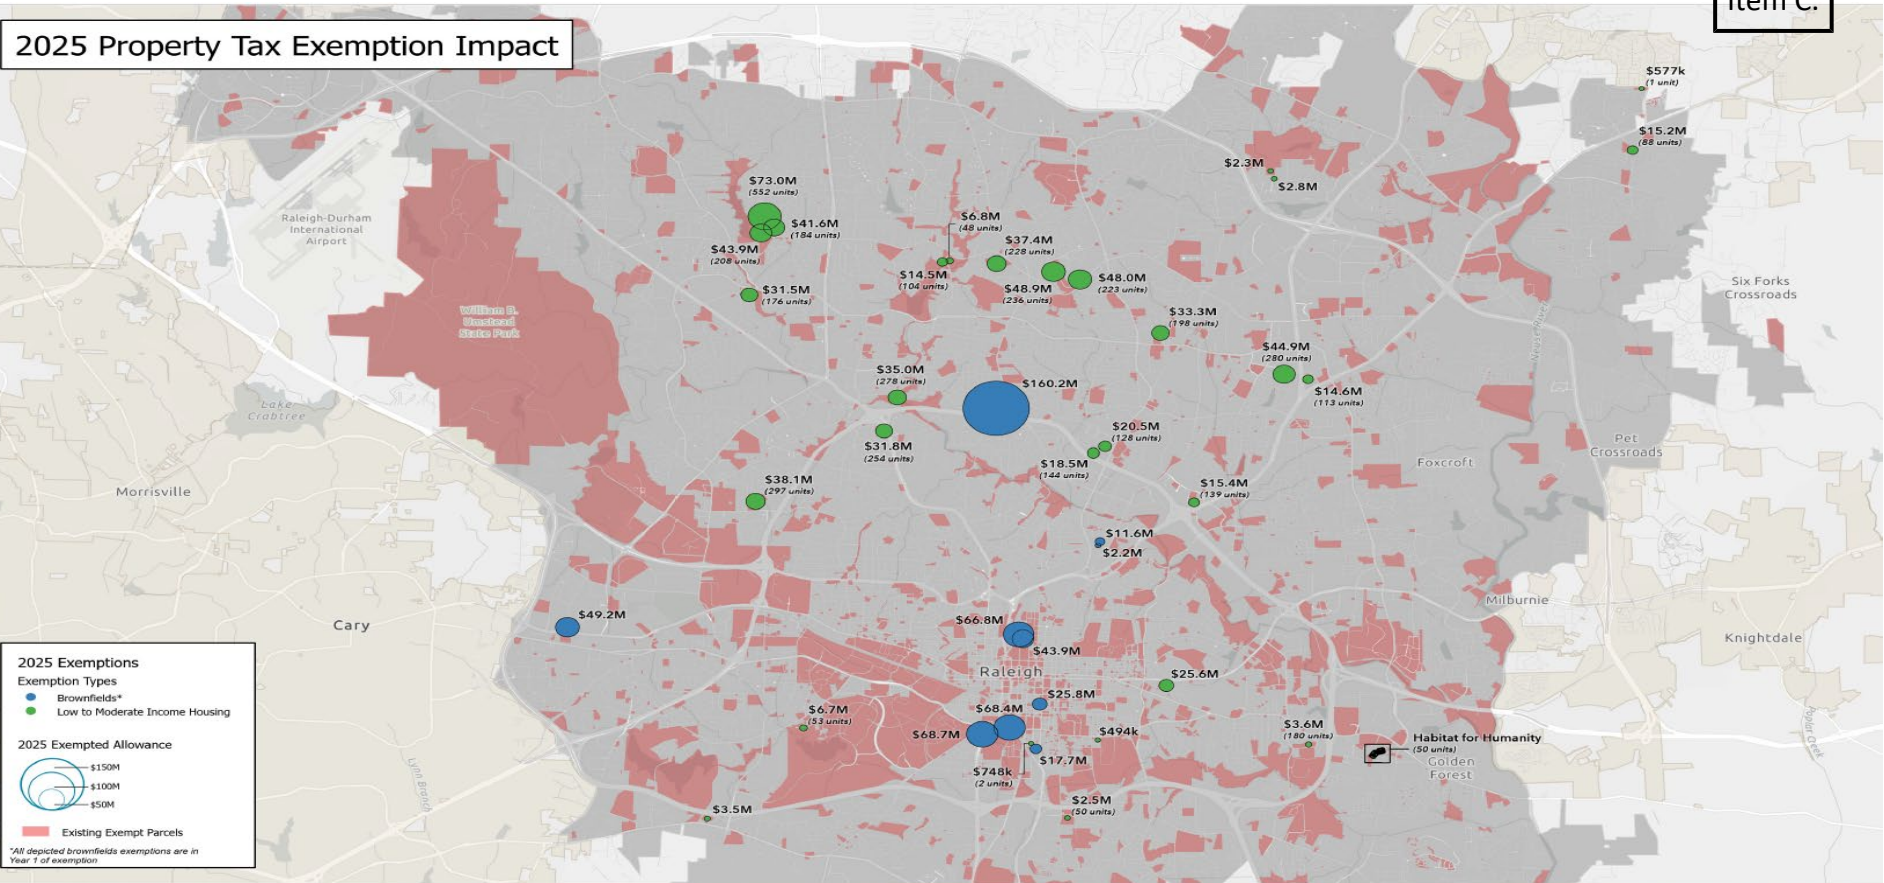 Item C.
2025 Property Tax Exemption Impact
$577k
(1 unit)
$15.2M
(88 units)
$2.3M
$2.8M
$73.0M
(552 units)
$41.6M
(184 units)
$43.9M
(208 units)
$6.8M
(48 units)
$37.4M
(228 units)
$14.5M
(104 units)
$48.9M
(236 units)
$48.0M
(223 units)
Raleigh-Durham
International
Airport
$31.5M
(176 units)
Six Forks
Crossroads
William B.
Umstead
State Park
$33.3M
(198 units)
Neuse River
$44.9M
(280 units)
$35.0M
(278 units)
$160.2M
$14.6M
(113 units)
Lake
Crabtree
$20.5M
(128 units)
$31.8M
(254 units)
$18.5M
(144 units)
Pet
Crossroads
Foxcroft
$38.1M
(297 units)
$15.4M
(139 units)
Morrisville
$11.6M
$2.2M
Milburnie
$49.2M
$66.8M
Cary
Knightdale
$43.9M
Raleigh
$25.6M
$25.8M
$6.7M
(53 units)
$68.4M
$68.7M
$494k
$3.6M
(180 units)
Habitat for Humanity
(50 units)
Golden
Forest
Poplar Creek
$17.7M
$748k
(2 units)
Lynn Branch
$3.5M
$2.5M
(50 units)
2025 Exemptions
Exemption Types
Brownfields*
Low to Moderate Income Housing
2025 Exempted Allowance
$150M
$100M
$50M
Existing Exempt Parcels
*All depicted brownfields exemptions are in
Year 1 of exemption